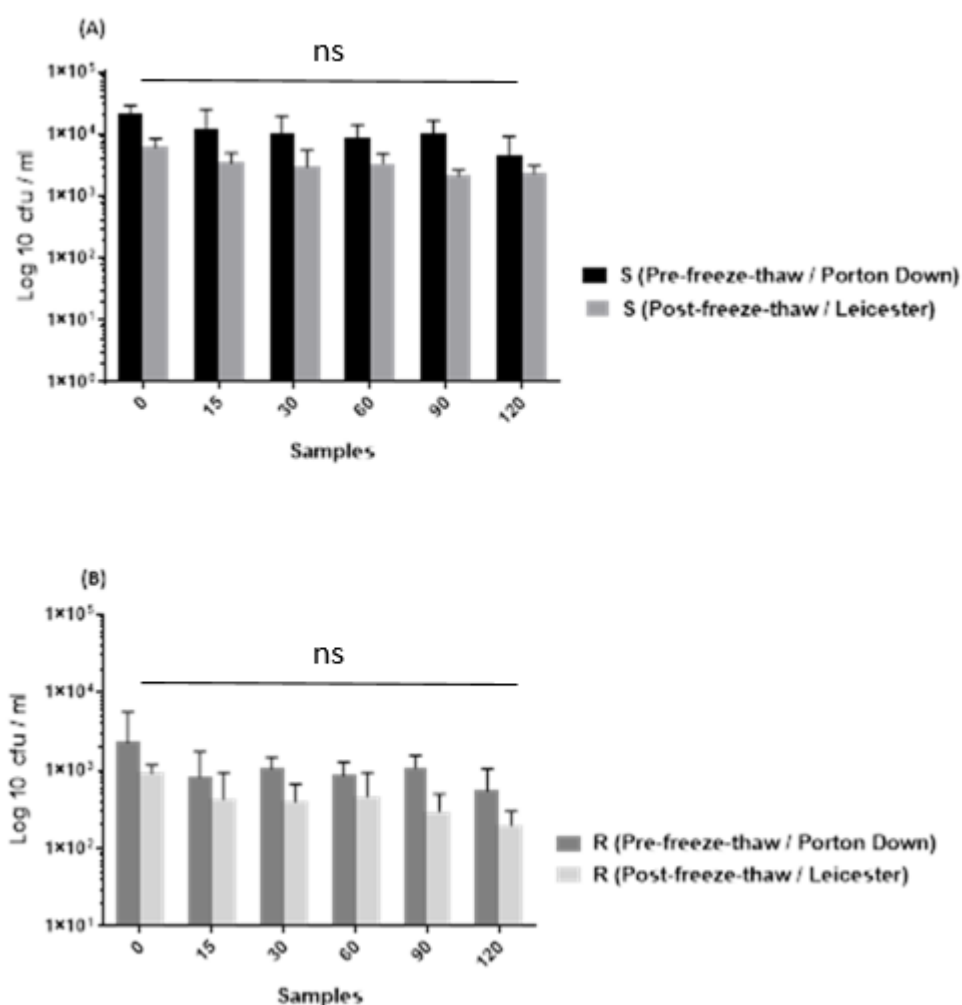 (A)
ns
1×10⁵
1×10⁴
1×10³
1×10²
1×10¹
1×10⁰
Log 10 cfu / ml
0 15 30 60 90 120
Samples
S (Pre-freeze-thaw / Porton Down)
S (Post-freeze-thaw / Leicester)
(B)
ns
1×10⁵
1×10⁴
1×10³
1×10²
1×10¹
Log 10 cfu / ml
0 15 30 60 90 120
Samples
R (Pre-freeze-thaw / Porton Down)
R (Post-freeze-thaw / Leicester)